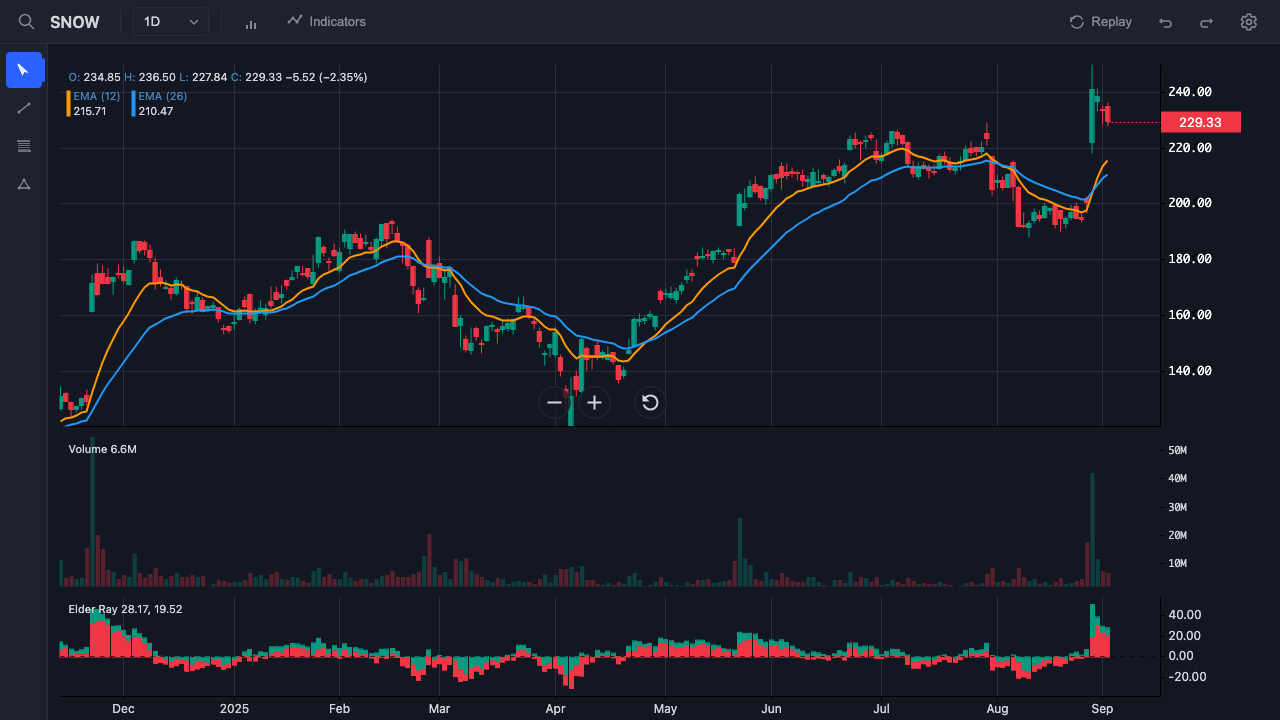 SNOW 1D Indicators Replay
O: 234.85 H: 236.50 L: 227.84 C: 229.33 −5.52 (−2.35%)
EMA (12) EMA (26)
215.71 210.47
240.00
229.33
220.00
200.00
180.00
160.00
140.00
Volume 6.6M
50M
40M
30M
20M
10M
Elder Ray 28.17, 19.52
40.00
20.00
0.00
−20.00
Dec 2025 Feb Mar Apr May Jun Jul Aug Sep